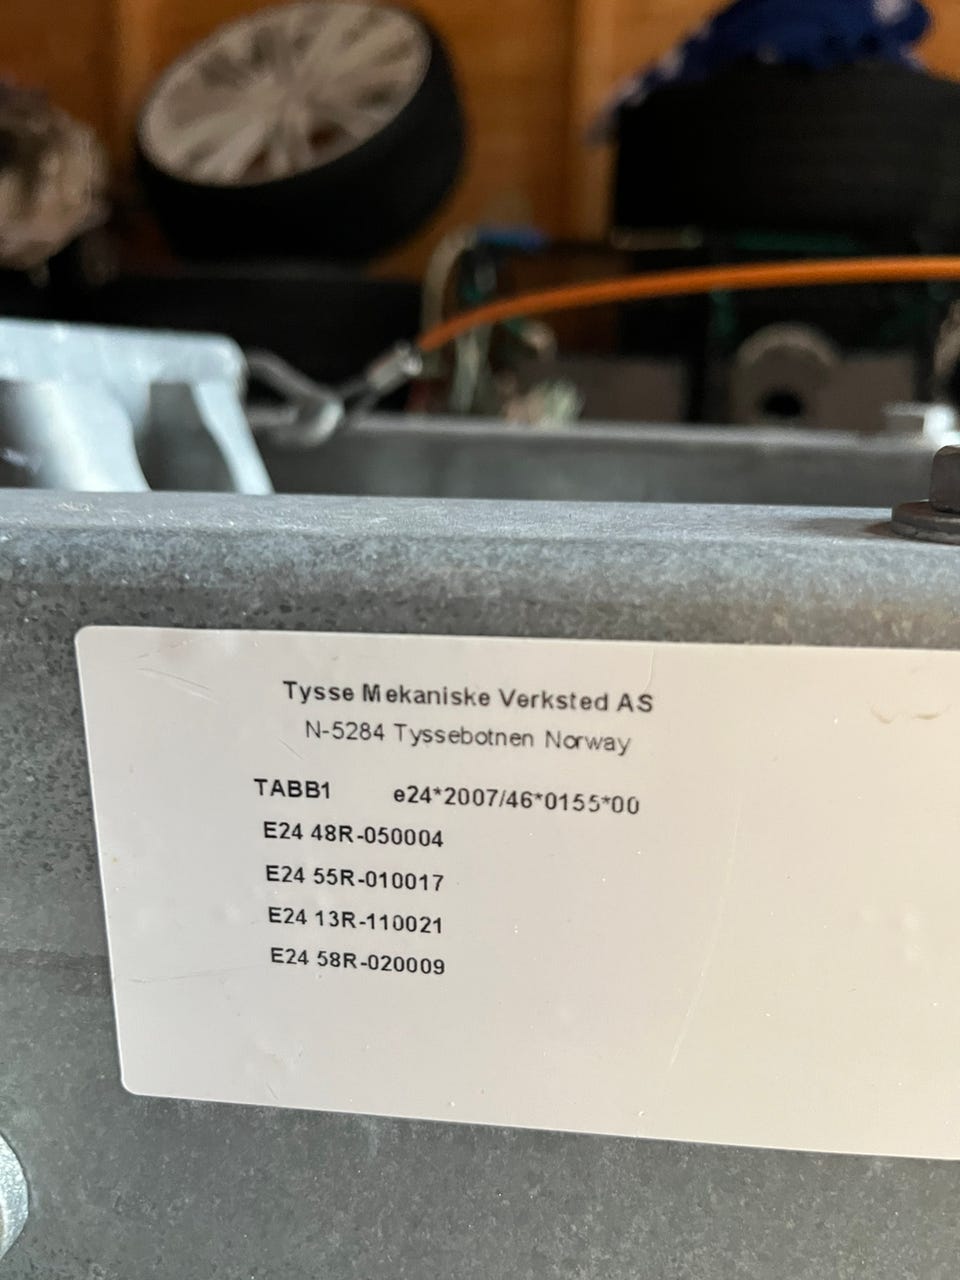 Tysse Mekaniske Verksted AS
N-5284 Tyssebotnen Norway
TABB1 e24*2007/46*0155*00
E24 48R-050004
E24 55R-010017
E24 13R-110021
E24 58R-020009